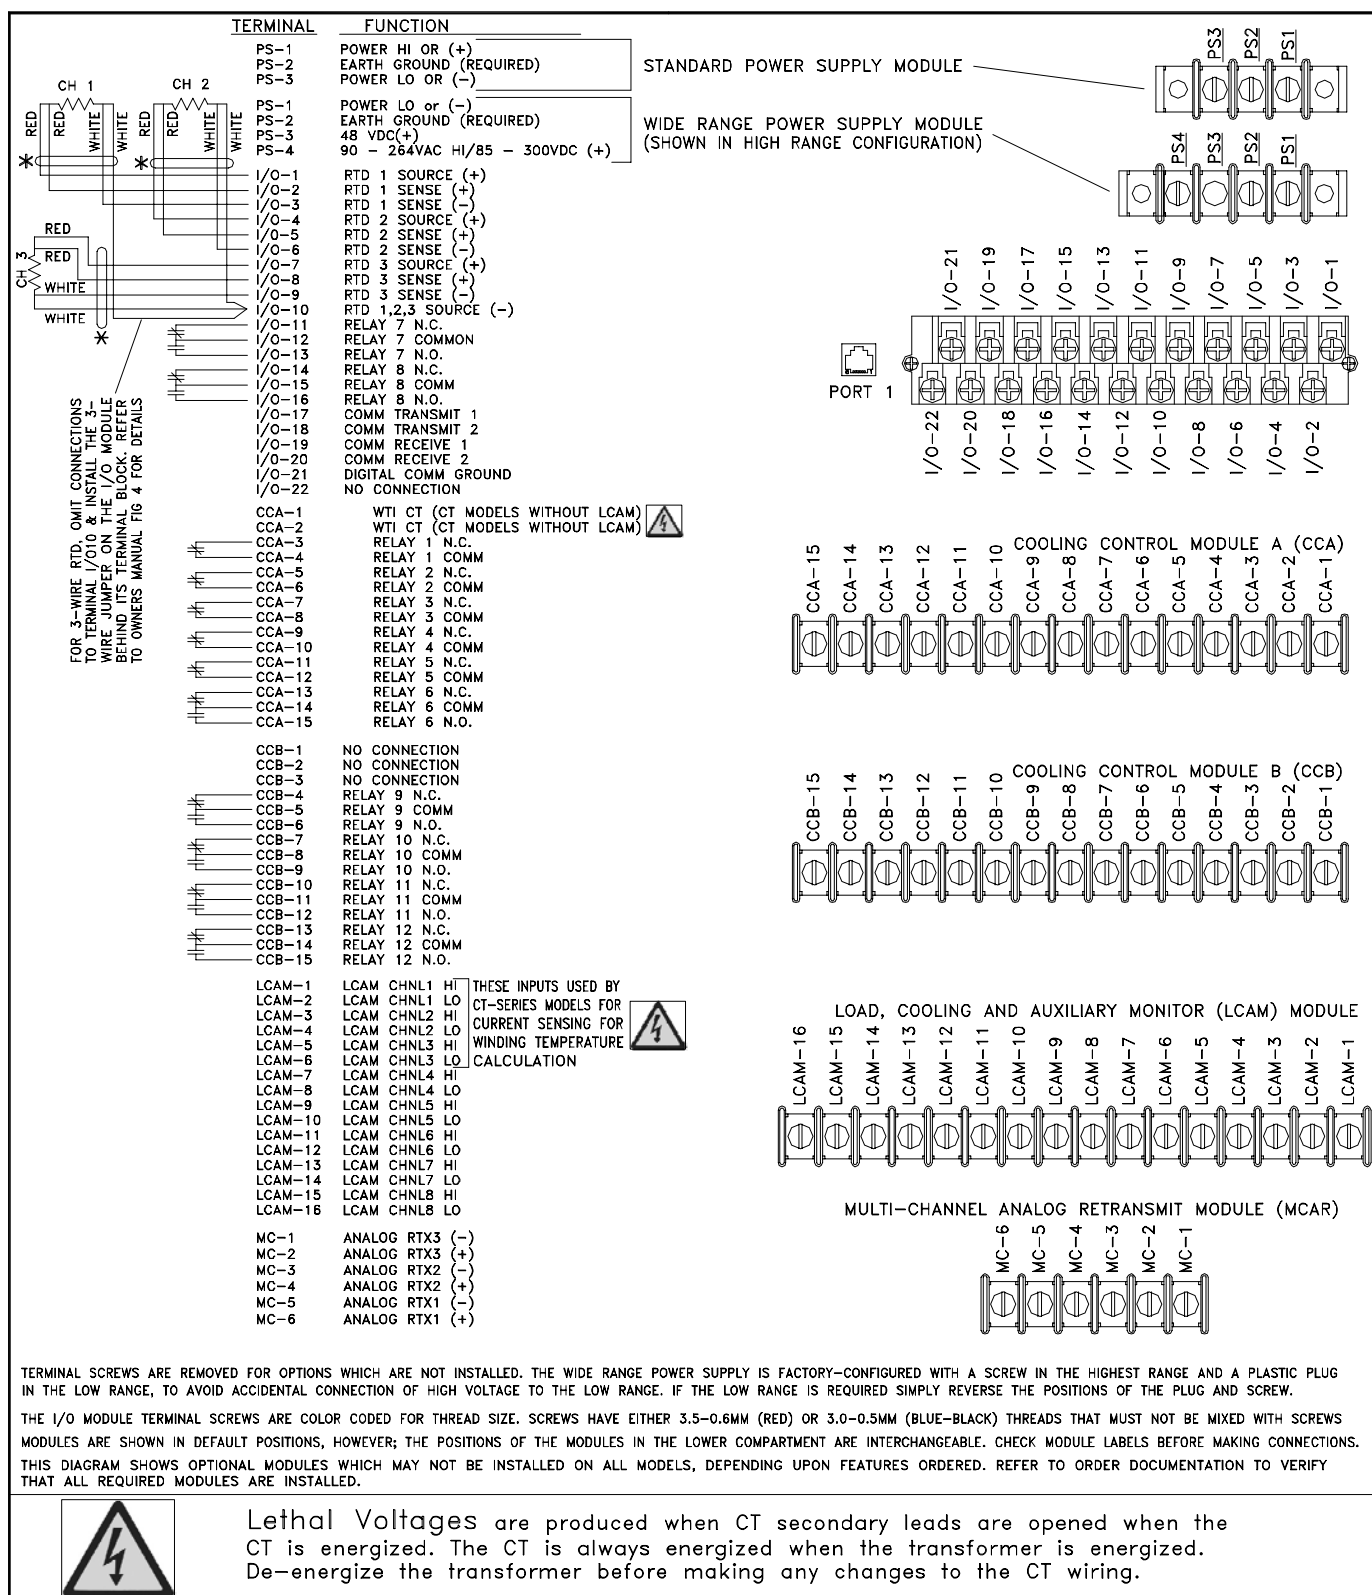 TERMINAL FUNCTION
PS-1 POWER HI OR (+)
PS-2 EARTH GROUND (REQUIRED)
PS-3 POWER LO OR (-)
STANDARD POWER SUPPLY MODULE
PS3 PS2 PS1
PS-1 POWER LO or (-)
PS-2 EARTH GROUND (REQUIRED)
PS-3 48 VDC(+)
PS-4 90 - 264VAC HI/85 - 300VDC (+)
WIDE RANGE POWER SUPPLY MODULE
(SHOWN IN HIGH RANGE CONFIGURATION)
PS4 PS3 PS2 PS1
CH 1
RED RED WHITE WHITE
*
CH 2
RED RED WHITE WHITE
*
CH 3
RED
RED
WHITE
WHITE
*
I/O-1 RTD 1 SOURCE (+)
I/O-2 RTD 1 SENSE (+)
I/O-3 RTD 1 SENSE (-)
I/O-4 RTD 2 SOURCE (+)
I/O-5 RTD 2 SENSE (+)
I/O-6 RTD 2 SENSE (-)
I/O-7 RTD 3 SOURCE (+)
I/O-8 RTD 3 SENSE (+)
I/O-9 RTD 3 SENSE (-)
I/O-10 RTD 1,2,3 SOURCE (-)
I/O-11 RELAY 7 N.C.
I/O-12 RELAY 7 COMMON
I/O-13 RELAY 7 N.O.
I/O-14 RELAY 8 N.C.
I/O-15 RELAY 8 COMM
I/O-16 RELAY 8 N.O.
I/O-17 COMM TRANSMIT 1
I/O-18 COMM TRANSMIT 2
I/O-19 COMM RECEIVE 1
I/O-20 COMM RECEIVE 2
I/O-21 DIGITAL COMM GROUND
I/O-22 NO CONNECTION
FOR 3-WIRE RTD, OMIT CONNECTIONS
TO TERMINAL I/O10 & INSTALL THE 3-
WIRE JUMPER ON THE I/O MODULE
BEHIND ITS TERMINAL BLOCK. REFER
TO OWNERS MANUAL FIG 4 FOR DETAILS
I/O-21 I/O-19 I/O-17 I/O-15 I/O-13 I/O-11 I/O-9 I/O-7 I/O-5 I/O-3 I/O-1
PORT 1
I/O-22 I/O-20 I/O-18 I/O-16 I/O-14 I/O-12 I/O-10 I/O-8 I/O-6 I/O-4 I/O-2
CCA-1 WTI CT (CT MODELS WITHOUT LCAM)
CCA-2 WTI CT (CT MODELS WITHOUT LCAM)
CCA-3 RELAY 1 N.C.
CCA-4 RELAY 1 COMM
CCA-5 RELAY 2 N.C.
CCA-6 RELAY 2 COMM
CCA-7 RELAY 3 N.C.
CCA-8 RELAY 3 COMM
CCA-9 RELAY 4 N.C.
CCA-10 RELAY 4 COMM
CCA-11 RELAY 5 N.C.
CCA-12 RELAY 5 COMM
CCA-13 RELAY 6 N.C.
CCA-14 RELAY 6 COMM
CCA-15 RELAY 6 N.O.
COOLING CONTROL MODULE A (CCA)
CCA-15 CCA-14 CCA-13 CCA-12 CCA-11 CCA-10 CCA-9 CCA-8 CCA-7 CCA-6 CCA-5 CCA-4 CCA-3 CCA-2 CCA-1
CCB-1 NO CONNECTION
CCB-2 NO CONNECTION
CCB-3 NO CONNECTION
CCB-4 RELAY 9 N.C.
CCB-5 RELAY 9 COMM
CCB-6 RELAY 9 N.O.
CCB-7 RELAY 10 N.C.
CCB-8 RELAY 10 COMM
CCB-9 RELAY 10 N.O.
CCB-10 RELAY 11 N.C.
CCB-11 RELAY 11 COMM
CCB-12 RELAY 11 N.O.
CCB-13 RELAY 12 N.C.
CCB-14 RELAY 12 COMM
CCB-15 RELAY 12 N.O.
COOLING CONTROL MODULE B (CCB)
CCB-15 CCB-14 CCB-13 CCB-12 CCB-11 CCB-10 CCB-9 CCB-8 CCB-7 CCB-6 CCB-5 CCB-4 CCB-3 CCB-2 CCB-1
LCAM-1 LCAM CHNL1 HI
LCAM-2 LCAM CHNL1 LO
LCAM-3 LCAM CHNL2 HI
LCAM-4 LCAM CHNL2 LO
LCAM-5 LCAM CHNL3 HI
LCAM-6 LCAM CHNL3 LO
LCAM-7 LCAM CHNL4 HI
LCAM-8 LCAM CHNL4 LO
LCAM-9 LCAM CHNL5 HI
LCAM-10 LCAM CHNL5 LO
LCAM-11 LCAM CHNL6 HI
LCAM-12 LCAM CHNL6 LO
LCAM-13 LCAM CHNL7 HI
LCAM-14 LCAM CHNL7 LO
LCAM-15 LCAM CHNL8 HI
LCAM-16 LCAM CHNL8 LO
THESE INPUTS USED BY
CT-SERIES MODELS FOR
CURRENT SENSING FOR
WINDING TEMPERATURE
CALCULATION
LOAD, COOLING AND AUXILIARY MONITOR (LCAM) MODULE
LCAM-16 LCAM-15 LCAM-14 LCAM-13 LCAM-12 LCAM-11 LCAM-10 LCAM-9 LCAM-8 LCAM-7 LCAM-6 LCAM-5 LCAM-4 LCAM-3 LCAM-2 LCAM-1
MC-1 ANALOG RTX3 (-)
MC-2 ANALOG RTX3 (+)
MC-3 ANALOG RTX2 (-)
MC-4 ANALOG RTX2 (+)
MC-5 ANALOG RTX1 (-)
MC-6 ANALOG RTX1 (+)
MULTI-CHANNEL ANALOG RETRANSMIT MODULE (MCAR)
MC-6 MC-5 MC-4 MC-3 MC-2 MC-1
TERMINAL SCREWS ARE REMOVED FOR OPTIONS WHICH ARE NOT INSTALLED. THE WIDE RANGE POWER SUPPLY IS FACTORY-CONFIGURED WITH A SCREW IN THE HIGHEST RANGE AND A PLASTIC PLUG
IN THE LOW RANGE, TO AVOID ACCIDENTAL CONNECTION OF HIGH VOLTAGE TO THE LOW RANGE. IF THE LOW RANGE IS REQUIRED SIMPLY REVERSE THE POSITIONS OF THE PLUG AND SCREW.
THE I/O MODULE TERMINAL SCREWS ARE COLOR CODED FOR THREAD SIZE. SCREWS HAVE EITHER 3.5-0.6MM (RED) OR 3.0-0.5MM (BLUE-BLACK) THREADS THAT MUST NOT BE MIXED WITH SCREWS
MODULES ARE SHOWN IN DEFAULT POSITIONS, HOWEVER; THE POSITIONS OF THE MODULES IN THE LOWER COMPARTMENT ARE INTERCHANGEABLE. CHECK MODULE LABELS BEFORE MAKING CONNECTIONS.
THIS DIAGRAM SHOWS OPTIONAL MODULES WHICH MAY NOT BE INSTALLED ON ALL MODELS, DEPENDING UPON FEATURES ORDERED. REFER TO ORDER DOCUMENTATION TO VERIFY
THAT ALL REQUIRED MODULES ARE INSTALLED.
Lethal Voltages are produced when CT secondary leads are opened when the
CT is energized. The CT is always energized when the transformer is energized.
De-energize the transformer before making any changes to the CT wiring.